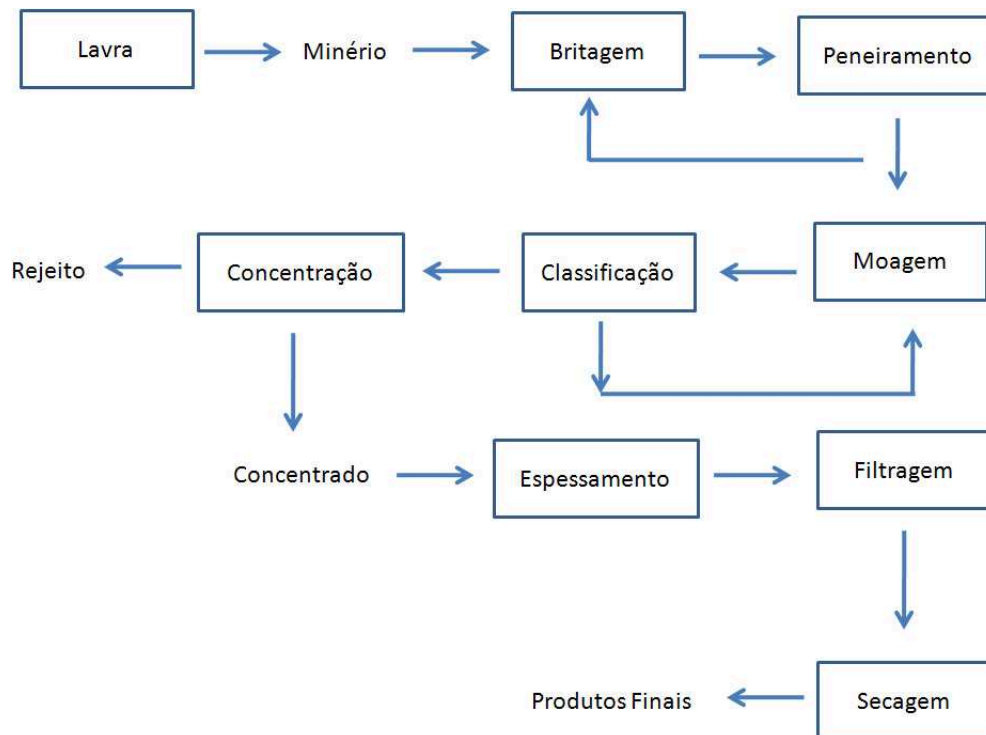 Lavra
Minério
Britagem
Peneiramento
Rejeito
Concentração
Classificação
Moagem
Concentrado
Espessamento
Filtragem
Produtos Finais
Secagem